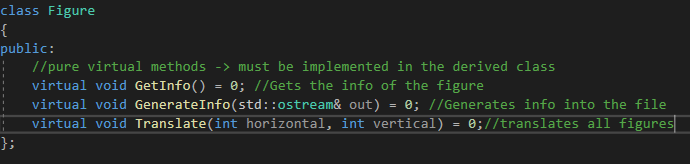 class Figure
{
public:
    //pure virtual methods -> must be implemented in the derived class
    virtual void GetInfo() = 0; //Gets the info of the figure
    virtual void GenerateInfo(std::ostream& out) = 0; //Generates info into the file
    virtual void Translate(int horizontal, int vertical) = 0;//translates all figures
};